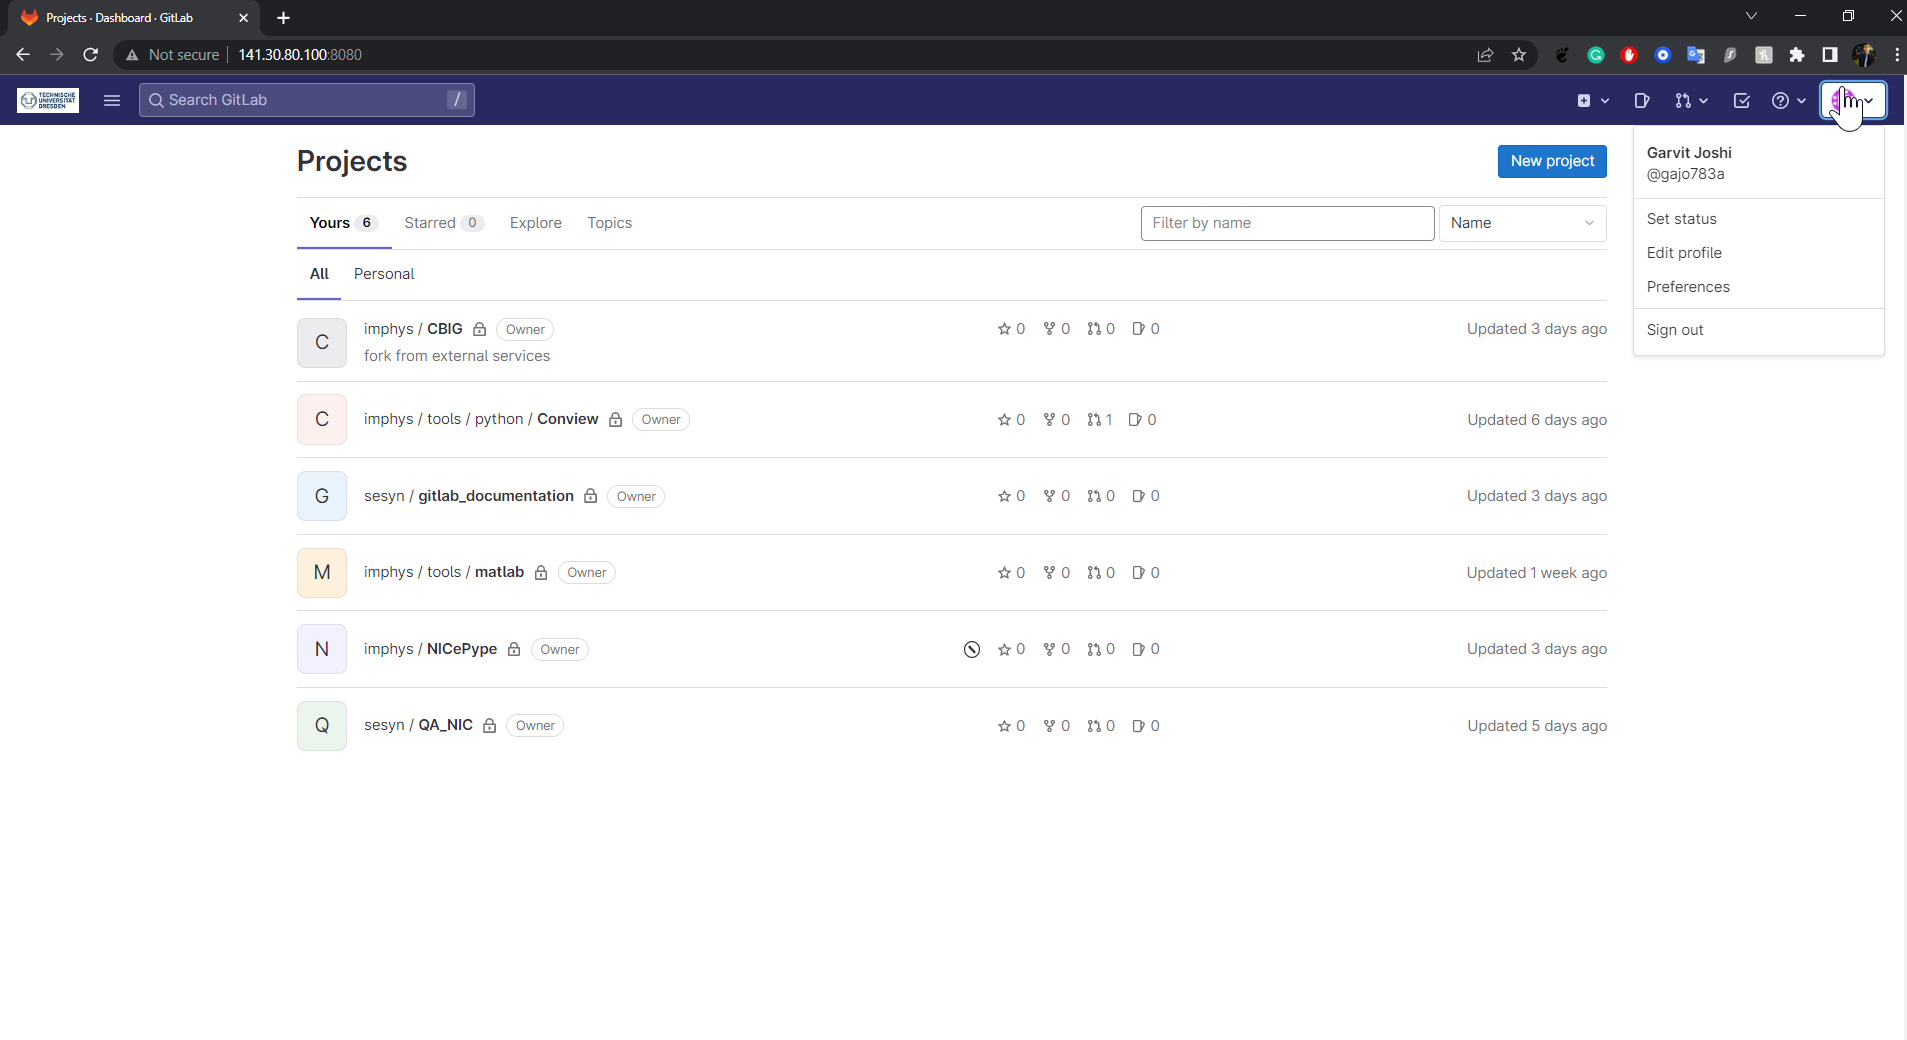 Projects · Dashboard · GitLab
Not secure 141.30.80.100:8080
TECHNISCHE
UNIVERSITÄT
DRESDEN
Search GitLab /
Projects
New project
Garvit Joshi
@gajo783a
Set status
Edit profile
Preferences
Sign out
Yours 6 Starred 0 Explore Topics Filter by name Name
All Personal
C imphys / CBIG Owner 0 0 0 0 Updated 3 days ago
fork from external services
C imphys / tools / python / Conview Owner 0 0 1 0 Updated 6 days ago
G sesyn / gitlab_documentation Owner 0 0 0 0 Updated 3 days ago
M imphys / tools / matlab Owner 0 0 0 0 Updated 1 week ago
N imphys / NICePype Owner 0 0 0 0 Updated 3 days ago
Q sesyn / QA_NIC Owner 0 0 0 0 Updated 5 days ago